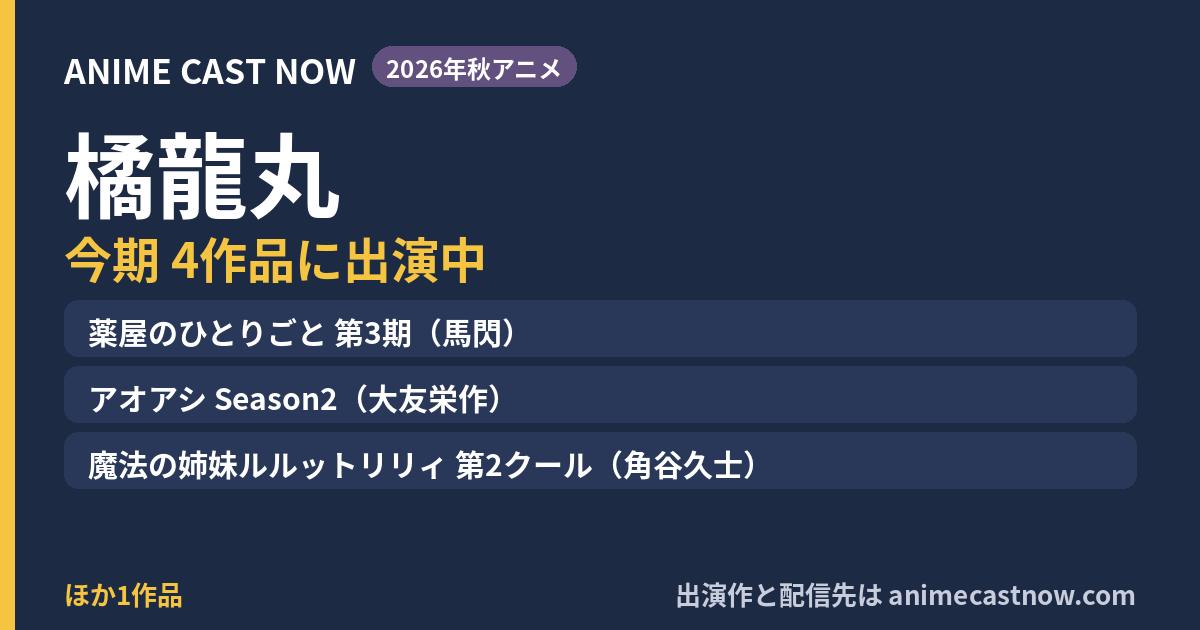 ANIME CAST NOW 2026年秋アニメ
橘龍丸
今期 4作品に出演中
薬屋のひとりごと 第3期（馬閃）
アオアシ Season2（大友栄作）
魔法の姉妹ルルットリリィ 第2クール（角谷久士）
ほか1作品 出演作と配信先は animecastnow.com